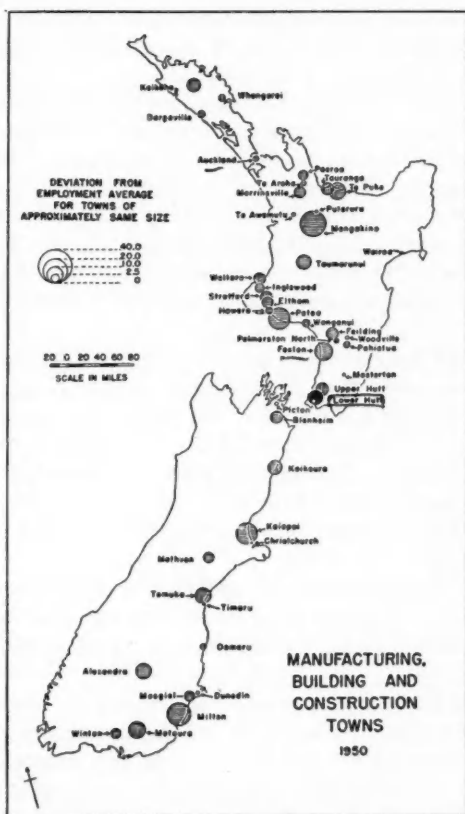 Kaikohe
Whangarei
Dargaville
Auckland
Paeroa
Te Aroha
Tauranga
Morrinsville
Te Puke
DEVIATION FROM
EMPLOYMENT AVERAGE
FOR TOWNS OF
APPROXIMATELY SAME SIZE
40.0
20.0
10.0
2.5
0
Te Awamutu
Putaruru
Mangakino
Wairoa
Taumarunui
Waitara
Inglewood
Stratford
Eltham
Hawera
Patea
Wanganui
Feilding
Palmerston North
Woodville
Pahiatua
Foxton
20 0 20 40 60 80
SCALE IN MILES
Masterton
Upper Hutt
Lower Hutt
Picton
Blenheim
Kaikoura
Kaiapoi
Christchurch
Methven
Temuka
Timaru
Oamaru
Alexandra
Mosgiel
Dunedin
Milton
Winton
Mataura
MANUFACTURING,
BUILDING AND
CONSTRUCTION
TOWNS
1950